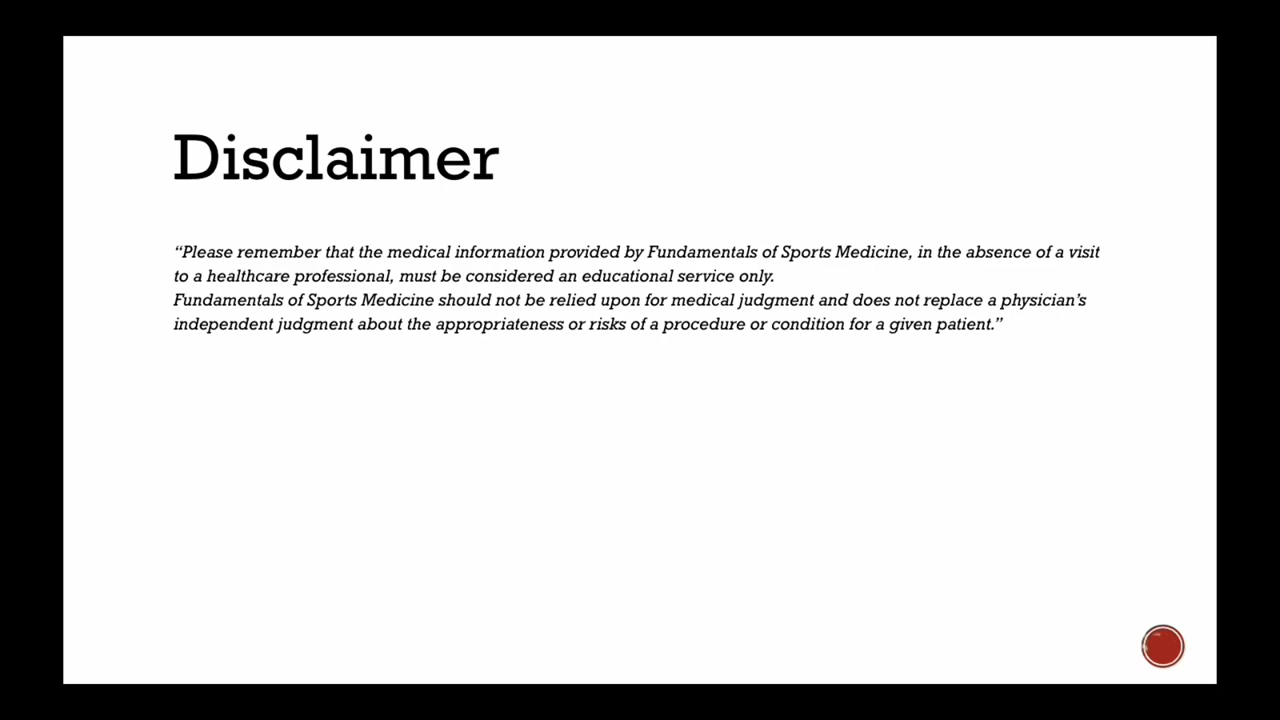 Disclaimer
“Please remember that the medical information provided by Fundamentals of Sports Medicine, in the absence of a visit
to a healthcare professional, must be considered an educational service only.
Fundamentals of Sports Medicine should not be relied upon for medical judgment and does not replace a physician’s
independent judgment about the appropriateness or risks of a procedure or condition for a given patient.”